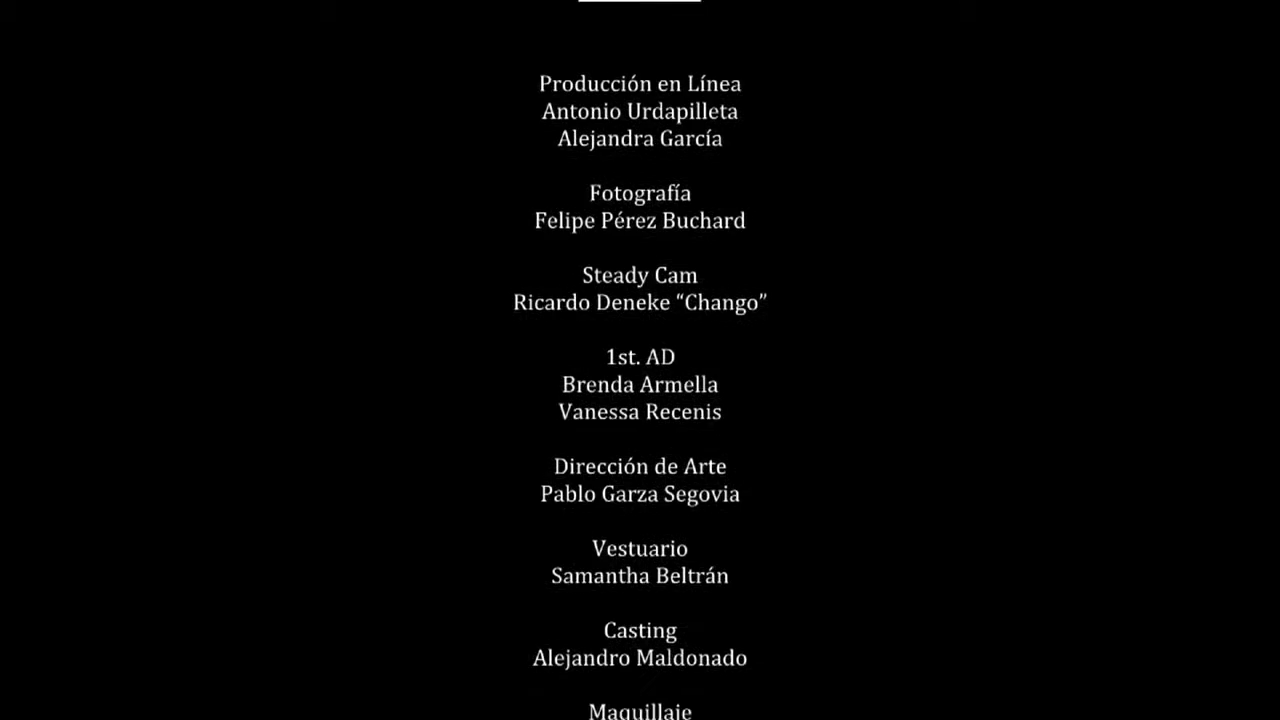 Producción en Línea
Antonio Urdapilleta
Alejandra García
Fotografía
Felipe Pérez Buchard
Steady Cam
Ricardo Deneke “Chango”
1st. AD
Brenda Armella
Vanessa Recenis
Dirección de Arte
Pablo Garza Segovia
Vestuario
Samantha Beltrán
Casting
Alejandro Maldonado
Maquillaje